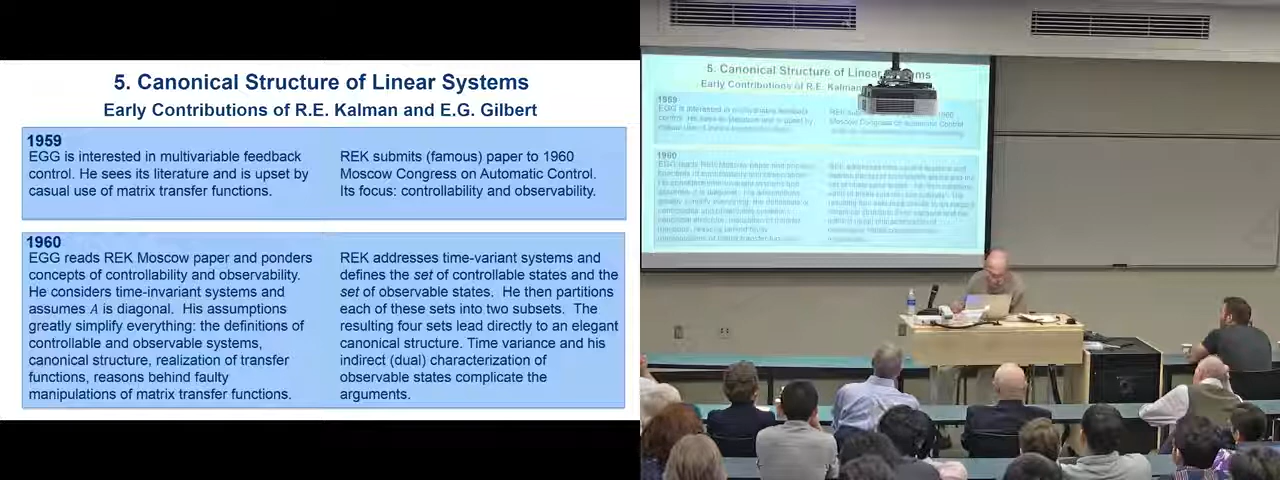 5. Canonical Structure of Linear Systems
Early Contributions of R.E. Kalman and E.G. Gilbert
1959
EGG is interested in multivariable feedback
control. He sees its literature and is upset by
casual use of matrix transfer functions.
REK submits (famous) paper to 1960
Moscow Congress on Automatic Control.
Its focus: controllability and observability.
1960
EGG reads REK Moscow paper and ponders
concepts of controllability and observability.
He considers time-invariant systems and
assumes A is diagonal. His assumptions
greatly simplify everything: the definitions of
controllable and observable systems,
canonical structure, realization of transfer
functions, reasons behind faulty
manipulations of matrix transfer functions.
REK addresses time-variant systems and
defines the set of controllable states and the
set of observable states. He then partitions
each of these sets into two subsets. The
resulting four sets lead directly to an elegant
canonical structure. Time variance and his
indirect (dual) characterization of
observable states complicate the
arguments.
5. Canonical Structure of Linear Systems
Early Contributions of R.E. Kalman
1959
1960